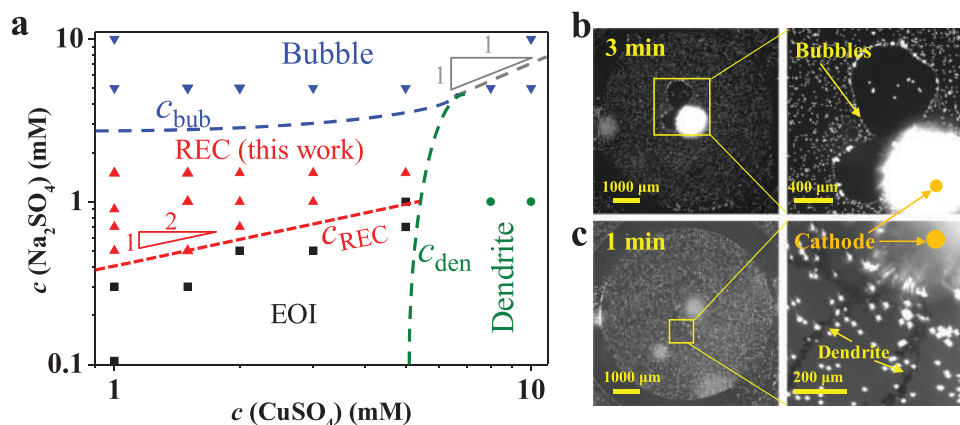 a
10
1
0.1
c (Na₂SO₄) (mM)
Bubble
1
1
c_bub
REC (this work)
2
1
c_REC
c_den
EOI
Dendrite
1
10
c (CuSO₄) (mM)
b
3 min
1000 μm
Bubbles
400 μm
Cathode
c
1 min
1000 μm
Dendrite
200 μm